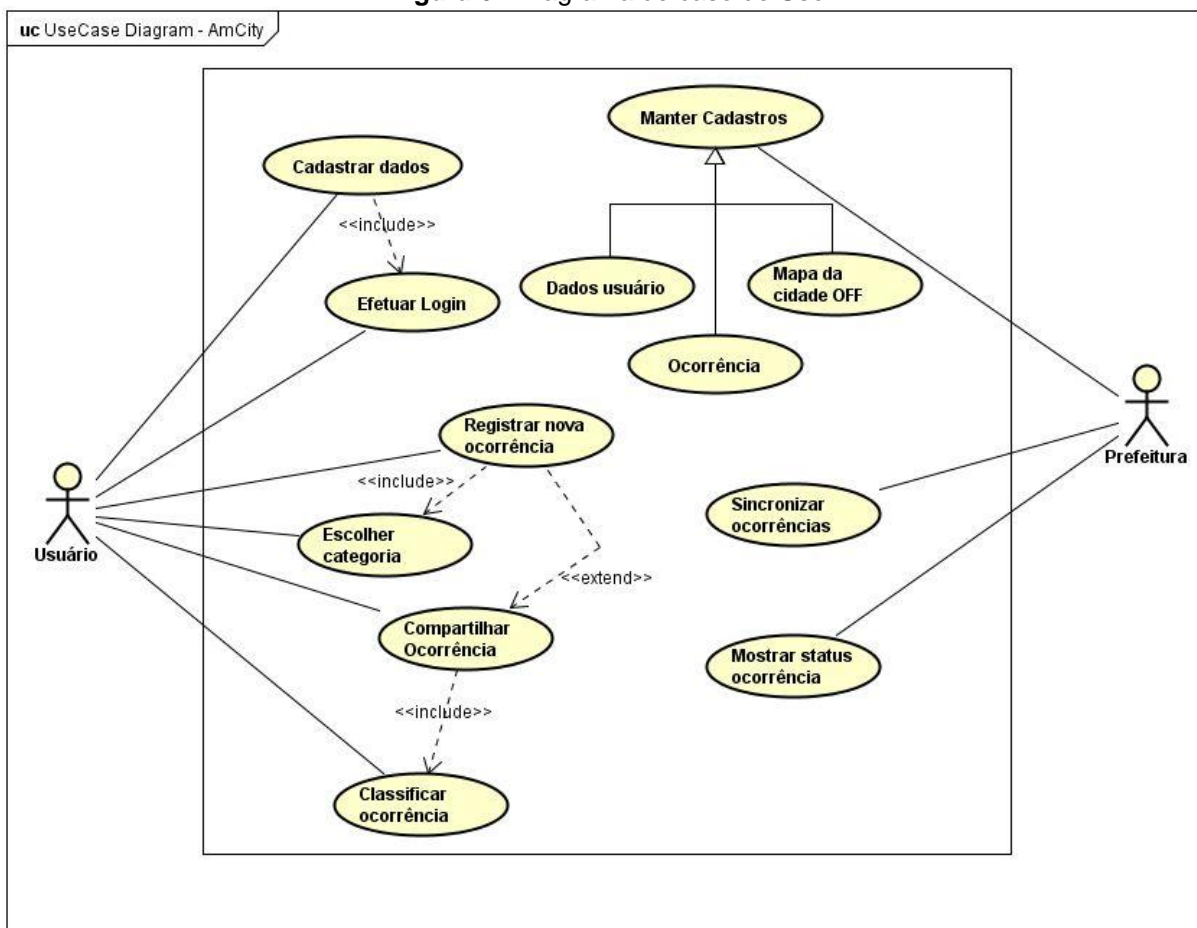 uc UseCase Diagram - AmCity
Manter Cadastros
Cadastrar dados
<<include>>
Efetuar Login
Dados usuário
Mapa da
cidade OFF
Ocorrência
Registrar nova
ocorrência
<<include>>
Escolher
categoria
<<extend>>
Compartilhar
Ocorrência
<<include>>
Classificar
ocorrência
Usuário
Sincronizar
ocorrências
Mostrar status
ocorrência
Prefeitura